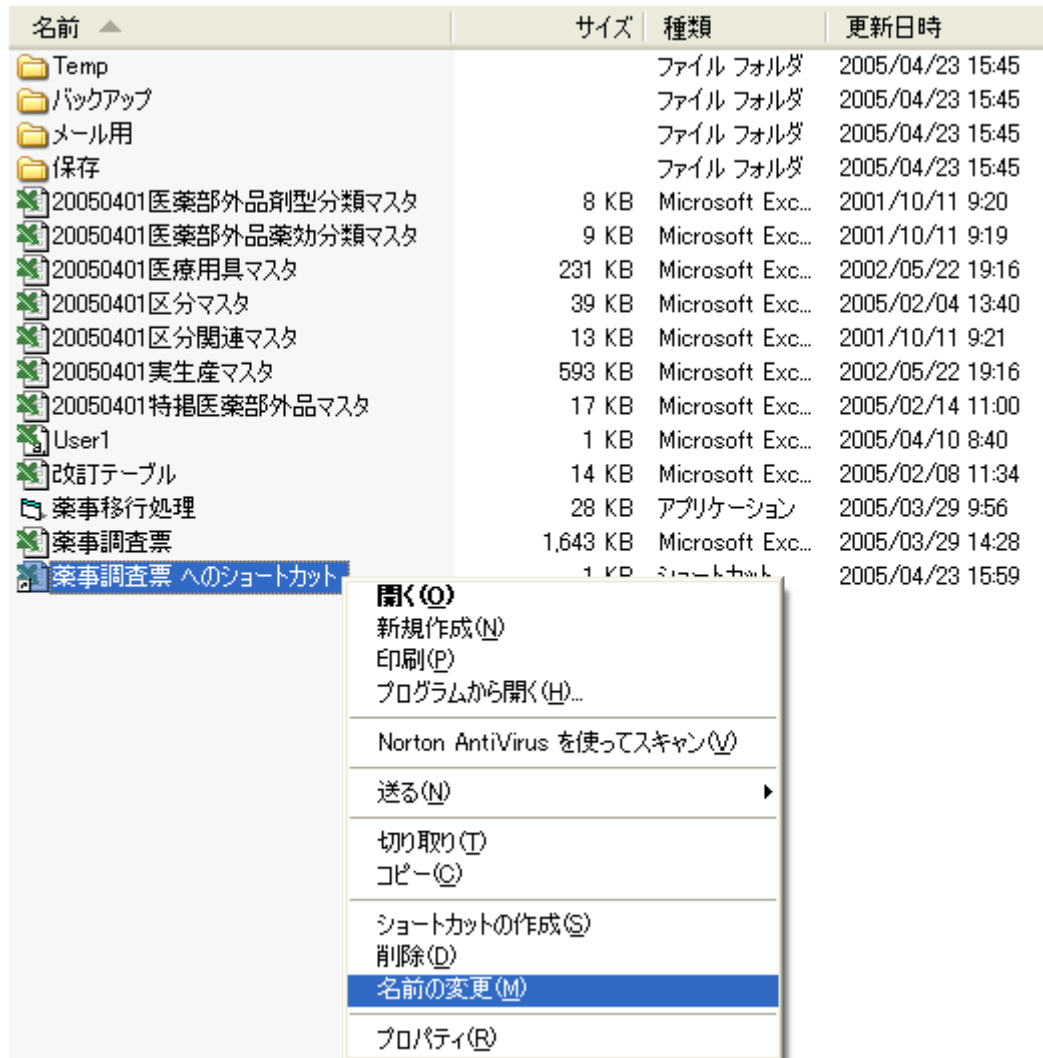 名前 サイズ 種類 更新日時
Temp ファイル フォルダ 2005/04/23 15:45
バックアップ ファイル フォルダ 2005/04/23 15:45
メール用 ファイル フォルダ 2005/04/23 15:45
保存 ファイル フォルダ 2005/04/23 15:45
20050401医薬部外品剤型分類マスタ 8 KB Microsoft Exc... 2001/10/11 9:20
20050401医薬部外品薬効分類マスタ 9 KB Microsoft Exc... 2001/10/11 9:19
20050401医療用具マスタ 231 KB Microsoft Exc... 2002/05/22 19:16
20050401区分マスタ 39 KB Microsoft Exc... 2005/02/04 13:40
20050401区分関連マスタ 13 KB Microsoft Exc... 2001/10/11 9:21
20050401実生産マスタ 593 KB Microsoft Exc... 2002/05/22 19:16
20050401特掲医薬部外品マスタ 17 KB Microsoft Exc... 2005/02/14 11:00
User1 1 KB Microsoft Exc... 2005/04/10 8:40
改訂テーブル 14 KB Microsoft Exc... 2005/02/08 11:34
薬事移行処理 28 KB アプリケーション 2005/03/29 9:56
薬事調査票 1,643 KB Microsoft Exc... 2005/03/29 14:28
薬事調査票 へのショートカット 1 KB ショートカット 2005/04/23 15:59
開く(O)
新規作成(N)
印刷(P)
プログラムから開く(H)...
Norton AntiVirus を使ってスキャン(V)
送る(N)
切り取り(T)
コピー(C)
ショートカットの作成(S)
削除(D)
名前の変更(M)
プロパティ(R)